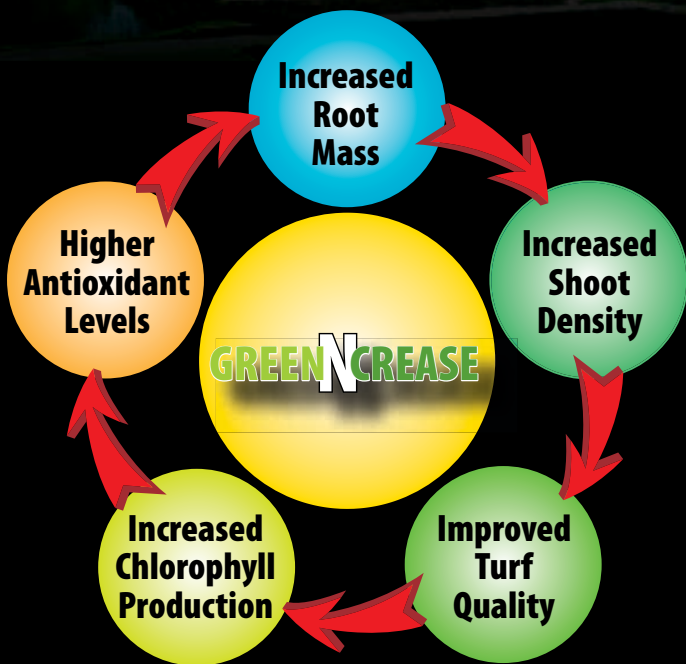 Increased
Root
Mass
Increased
Shoot
Density
Improved
Turf
Quality
Increased
Chlorophyll
Production
Higher
Antioxidant
Levels
GREENNCREASE